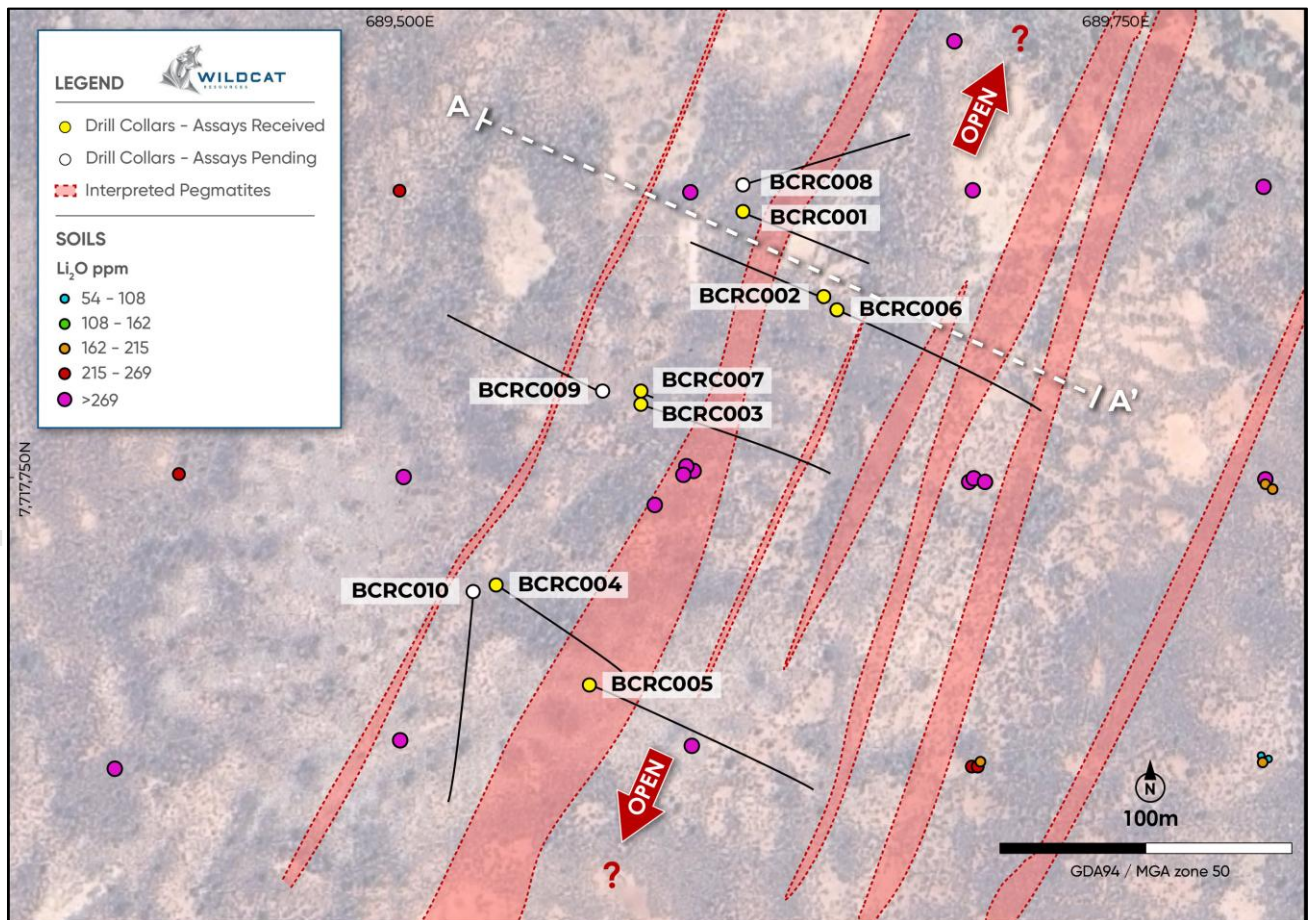 689,500E
689,750E
LEGEND
WILDCAT
RESOURCES
Drill Collars - Assays Received
Drill Collars - Assays Pending
Interpreted Pegmatites
SOILS
Li₂O ppm
54 - 108
108 - 162
162 - 215
215 - 269
>269
?
OPEN
A
BCRC008
BCRC001
BCRC002
BCRC006
A'
BCRC007
BCRC009
BCRC003
7,717,750N
BCRC004
BCRC010
BCRC005
OPEN
?
N
100m
GDA94 / MGA zone 50